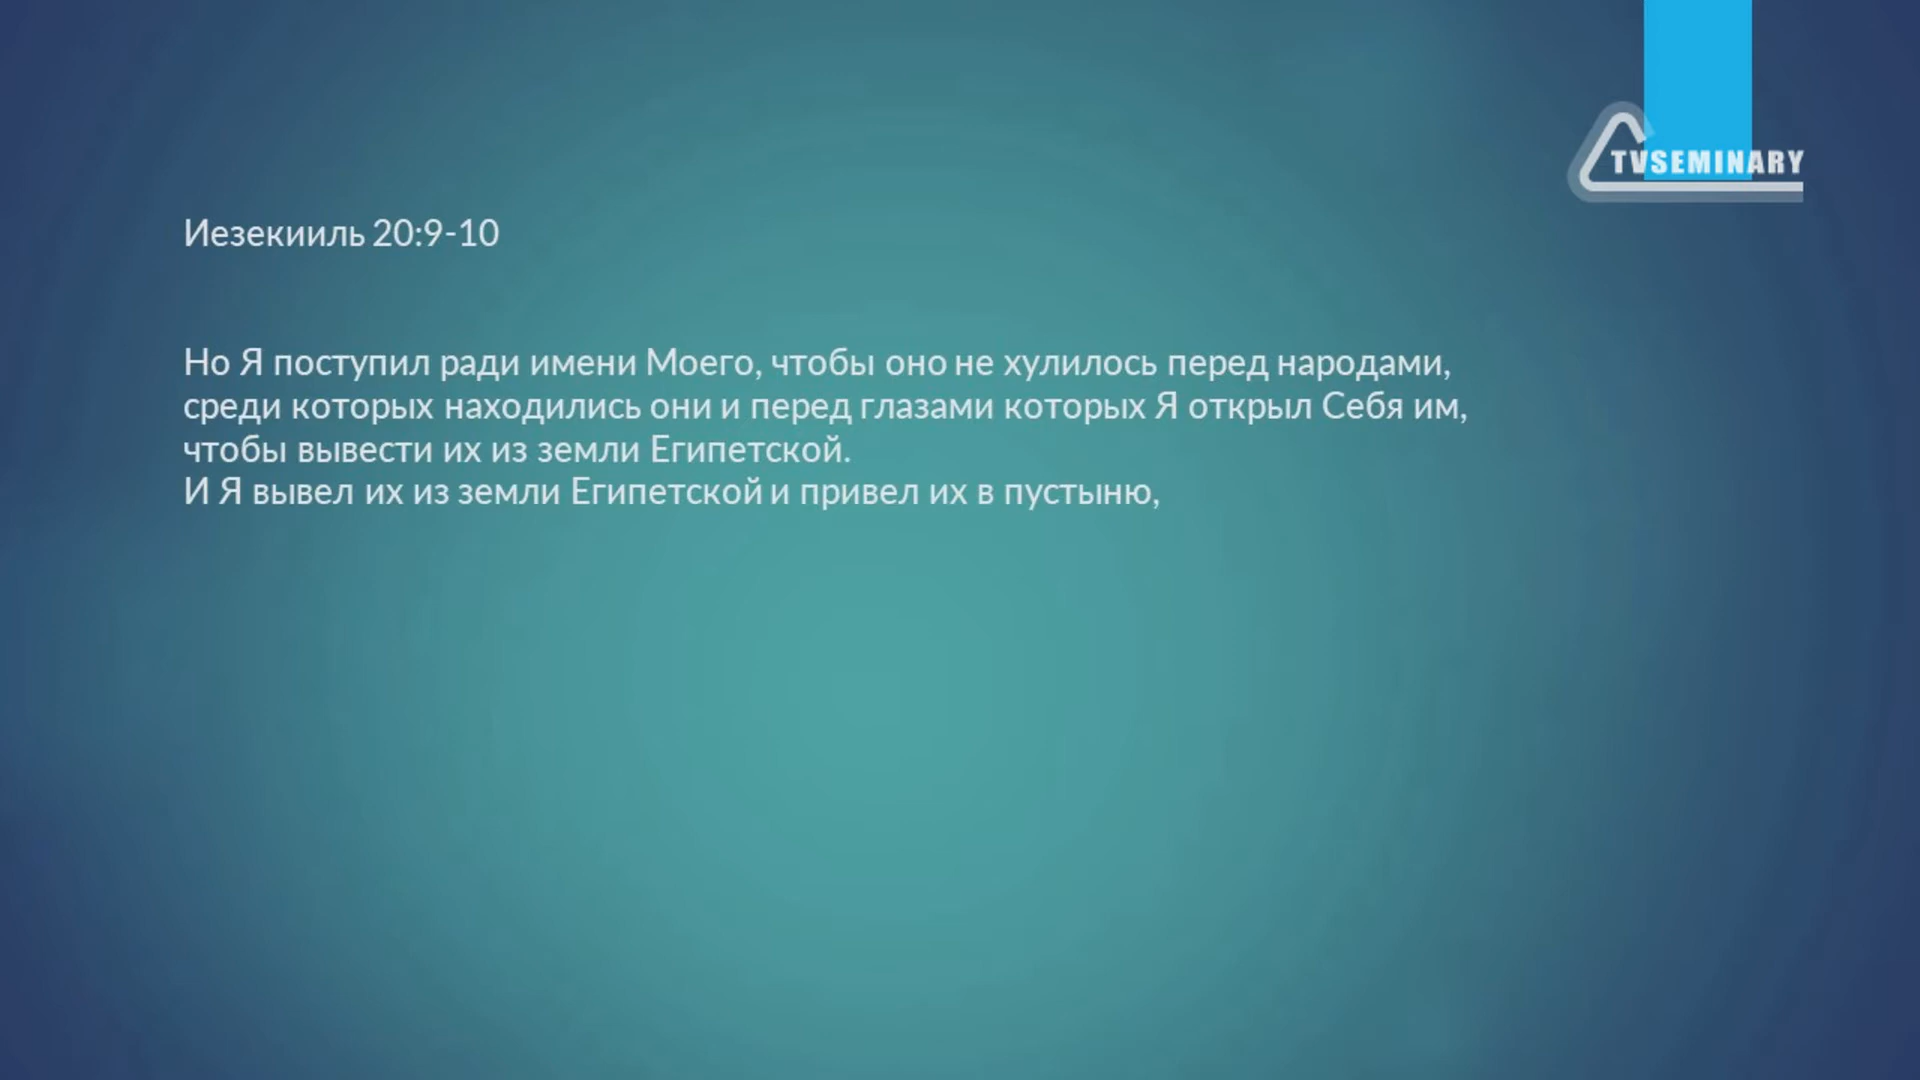 TVSEMINARY
Иезекииль 20:9-10
Но Я поступил ради имени Моего, чтобы оно не хулилось перед народами,
среди которых находились они и перед глазами которых Я открыл Себя им,
чтобы вывести их из земли Египетской.
И Я вывел их из земли Египетской и привел их в пустыню,